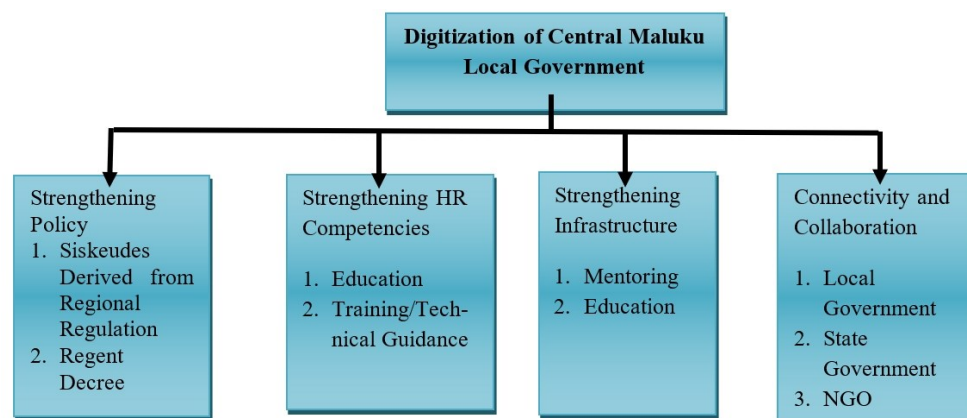 Digitization of Central Maluku
Local Government
Strengthening
Policy
1. Siskeudes
Derived from
Regional
Regulation
2. Regent
Decree
Strengthening HR
Competencies
1. Education
2. Training/Tech-
nical Guidance
Strengthening
Infrastructure
1. Mentoring
2. Education
Connectivity and
Collaboration
1. Local
Government
2. State
Government
3. NGO